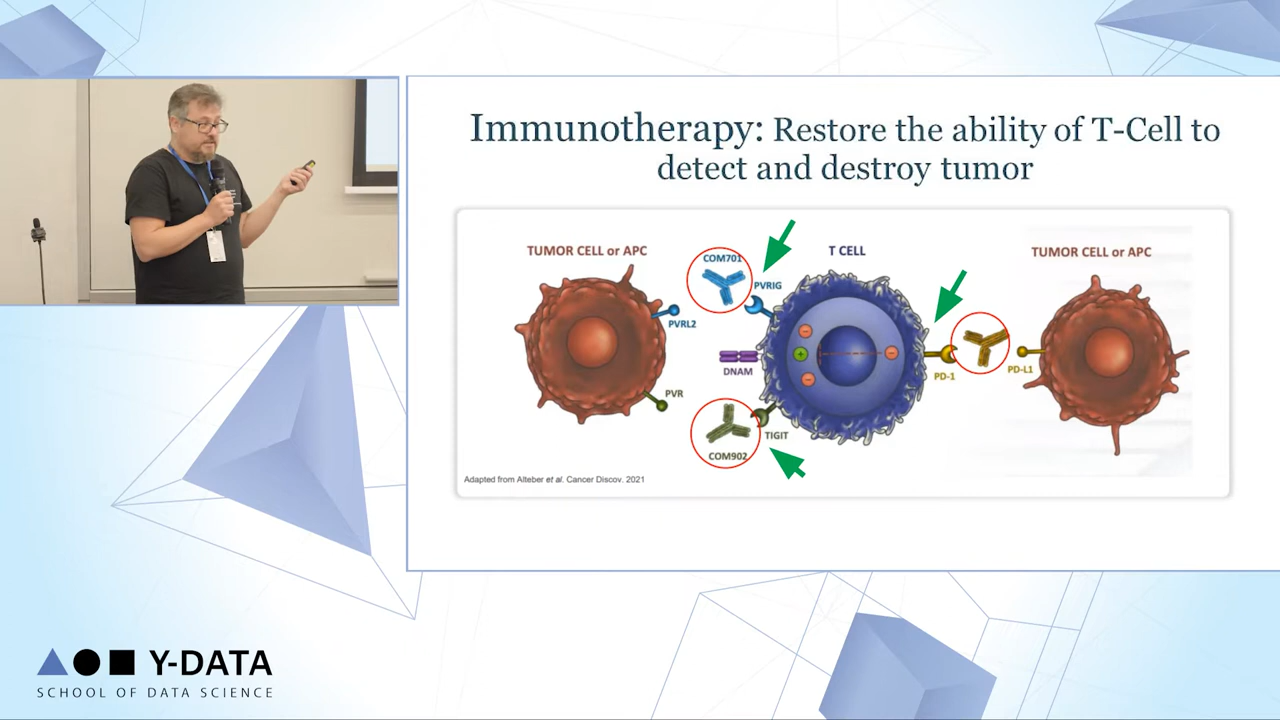 Immunotherapy: Restore the ability of T-Cell to
detect and destroy tumor
TUMOR CELL or APC
COM701
T CELL
TUMOR CELL or APC
PVRIG
PVRL2
DNAM
PD-1
PD-L1
PVR
TIGIT
COM902
Adapted from Alteber et al. Cancer Discov. 2021
Y-DATA
SCHOOL OF DATA SCIENCE